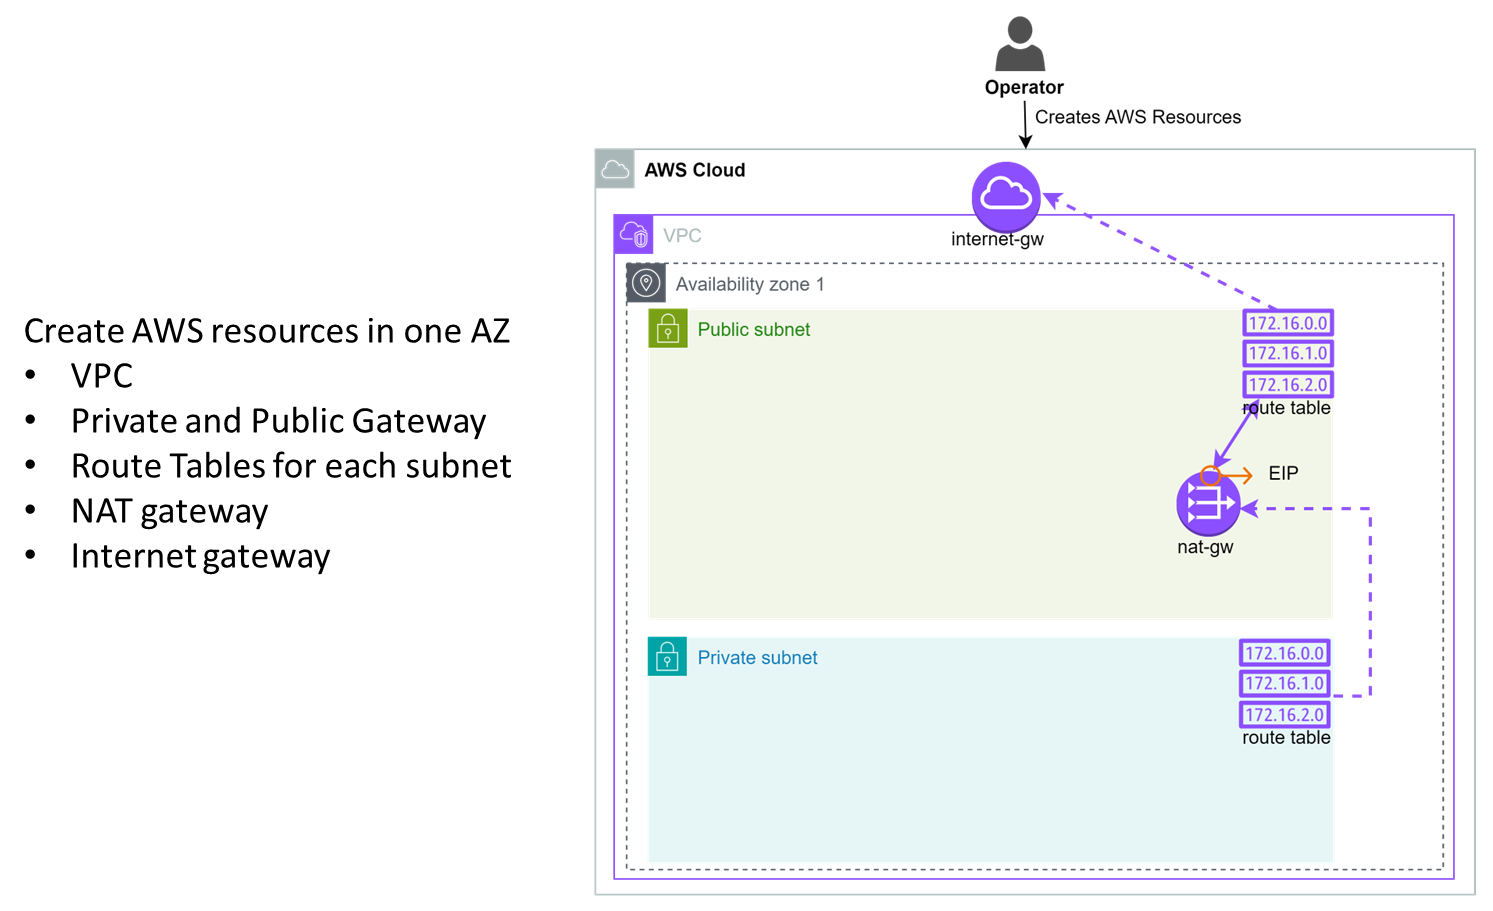 Operator
Creates AWS Resources
AWS Cloud
internet-gw
VPC
Availability zone 1
Public subnet
172.16.0.0
172.16.1.0
172.16.2.0
route table
EIP
nat-gw
Private subnet
172.16.0.0
172.16.1.0
172.16.2.0
route table
Create AWS resources in one AZ
• VPC
• Private and Public Gateway
• Route Tables for each subnet
• NAT gateway
• Internet gateway